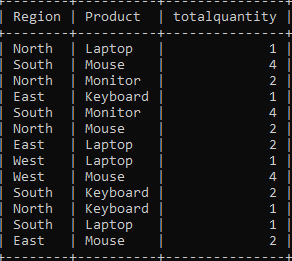 | Region | Product | totalquantity |
+--------+----------+---------------+
| North | Laptop | 1 |
| South | Mouse | 4 |
| North | Monitor | 2 |
| East | Keyboard | 1 |
| South | Monitor | 4 |
| North | Mouse | 2 |
| East | Laptop | 2 |
| West | Laptop | 1 |
| West | Mouse | 4 |
| South | Keyboard | 2 |
| North | Keyboard | 1 |
| South | Laptop | 1 |
| East | Mouse | 2 |
+--------+----------+---------------+